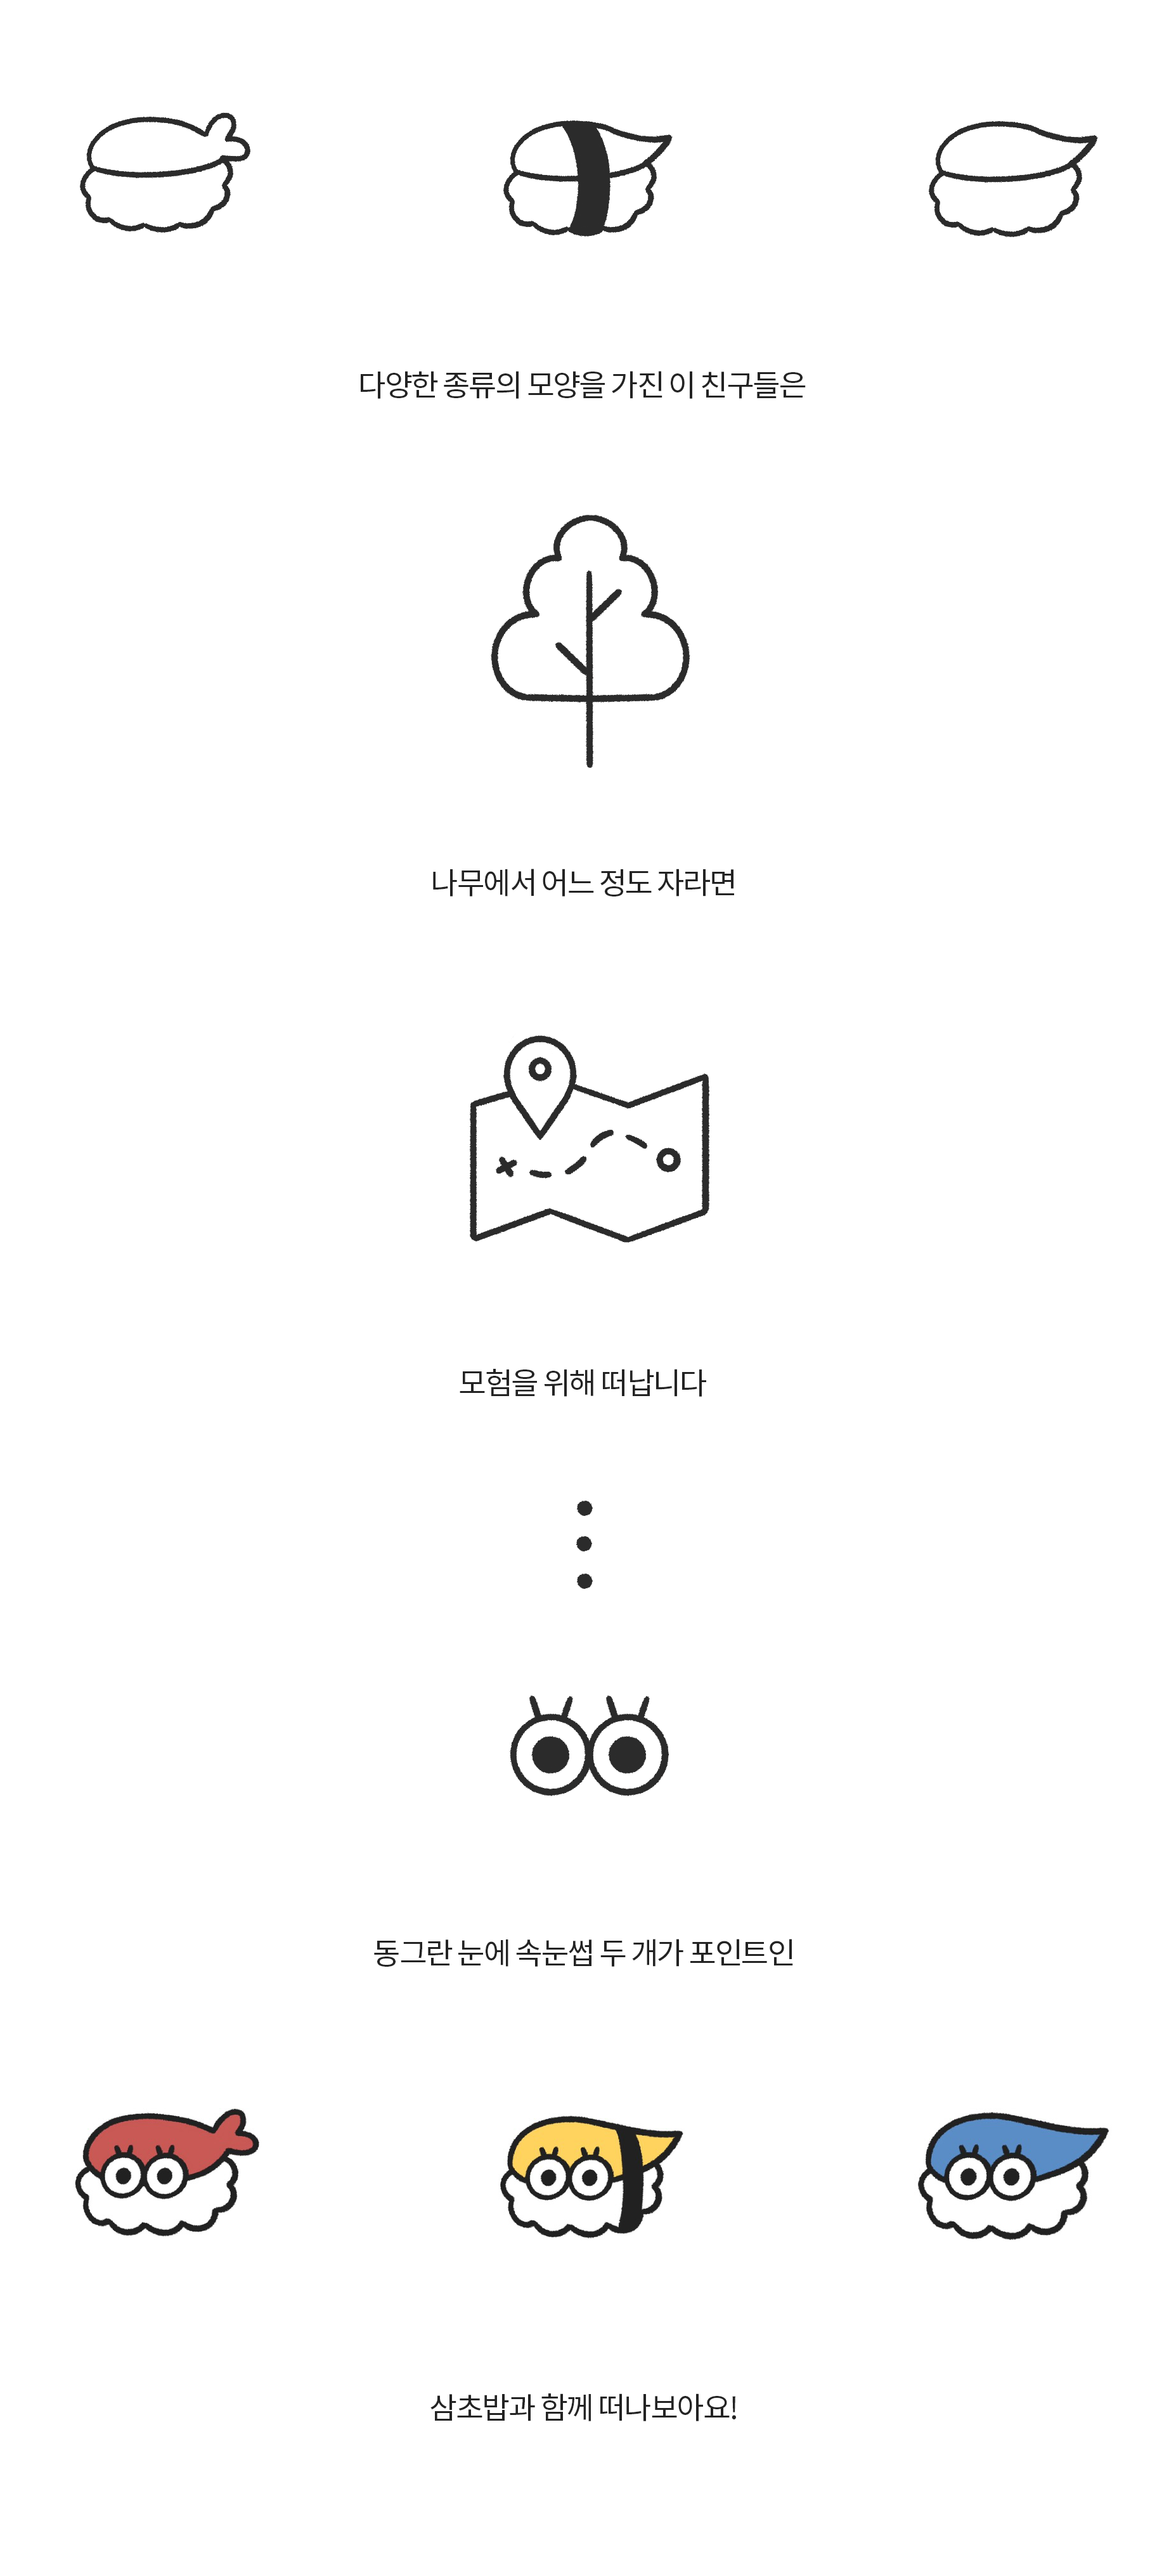 다양한 종류의 모양을 가진 이 친구들은
나무에서 어느 정도 자라면
모험을 위해 떠납니다
동그란 눈에 속눈썹 두 개가 포인트인
삼초밥과 함께 떠나보아요!